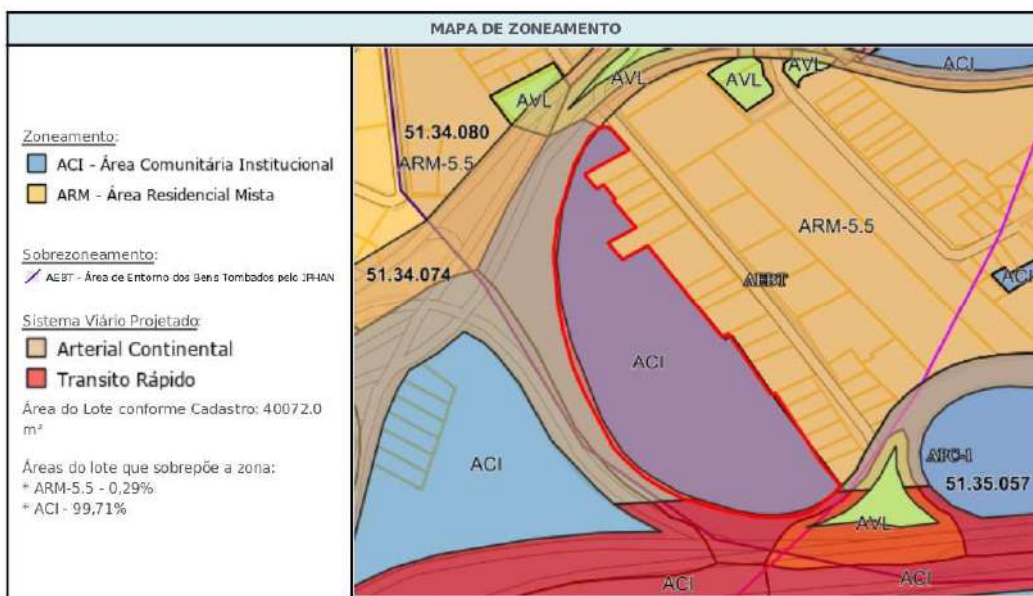 MAPA DE ZONEAMENTO
Zoneamento:
ACI - Área Comunitária Institucional
ARM - Área Residencial Mista
Sobrezoneamento:
AEBT - Área de Entorno dos Bens Tombados pelo IPHAN
Sistema Viário Projetado:
Arterial Continental
Transito Rápido
Área do Lote conforme Cadastro: 40072.0
m²
Áreas do lote que sobrepõe a zona:
* ARM-5.5 - 0,29%
* ACI - 99,71%
ACI
AVL
AVL
AVL
AVL
51.34.080
ARM-5.5
ARM-5.5
51.34.074
AEBT
ACI
ACI
ACI
APC-1
51.35.057
AVL
ACI
ACI